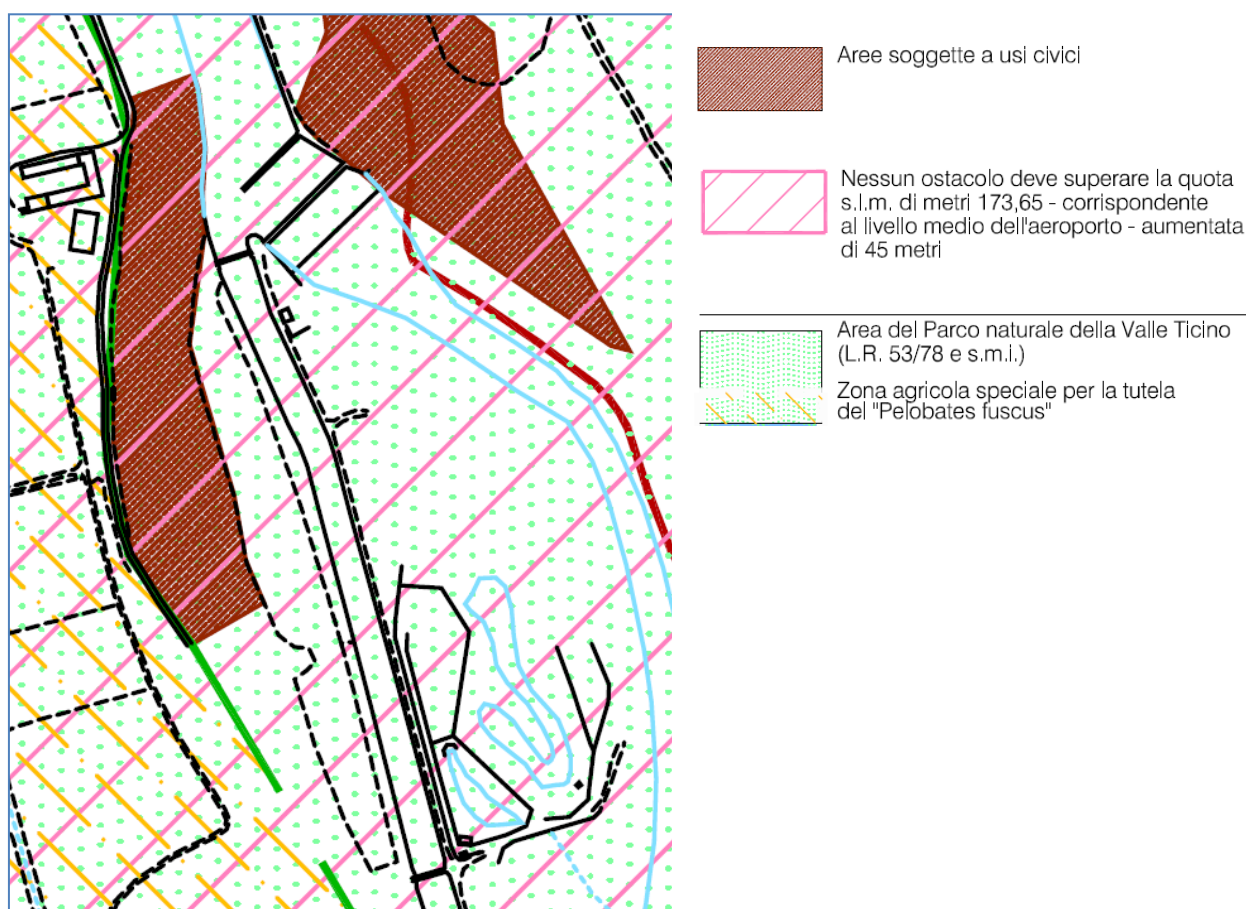 Aree soggette a usi civici
Nessun ostacolo deve superare la quota
s.l.m. di metri 173,65 - corrispondente
al livello medio dell'aeroporto - aumentata
di 45 metri
Area del Parco naturale della Valle Ticino
(L.R. 53/78 e s.m.i.)
Zona agricola speciale per la tutela
del "Pelobates fuscus"